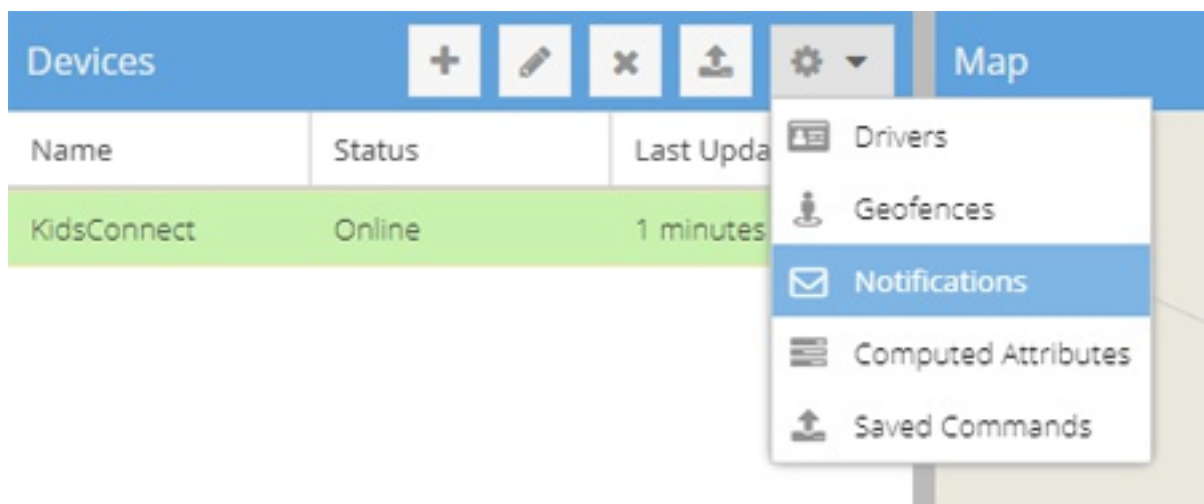 Devices
Map
Name
Status
Last Upda
KidsConnect
Online
1 minutes
Drivers
Geofences
Notifications
Computed Attributes
Saved Commands